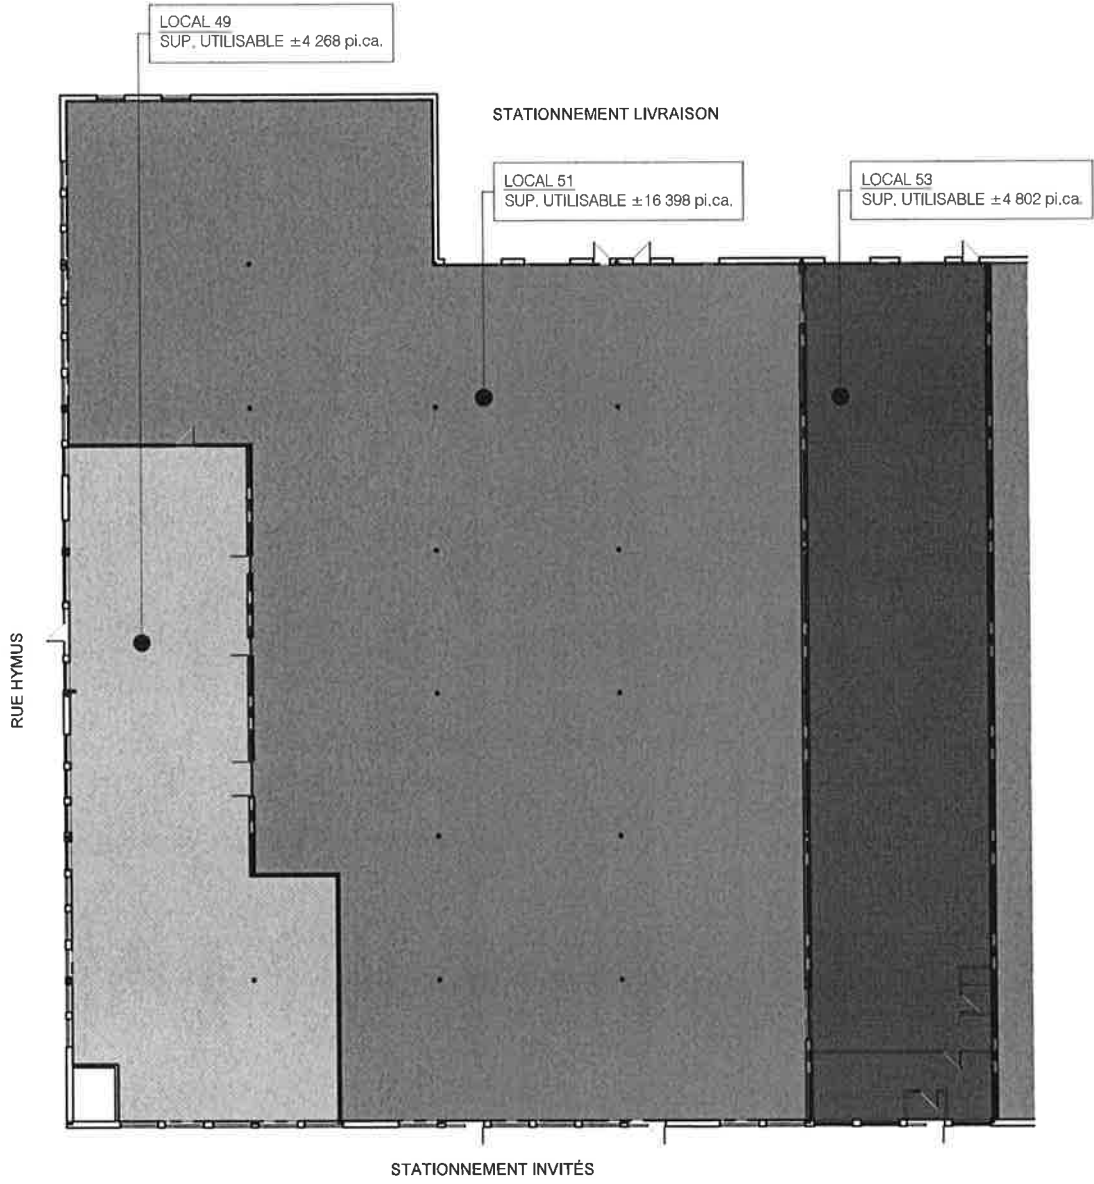 LOCAL 49
SUP. UTILISABLE ±4 268 pi.ca.
STATIONNEMENT LIVRAISON
LOCAL 51
SUP. UTILISABLE ±16 398 pi.ca.
LOCAL 53
SUP. UTILISABLE ±4 802 pi.ca.
RUE HYMUS
STATIONNEMENT INVITÉS